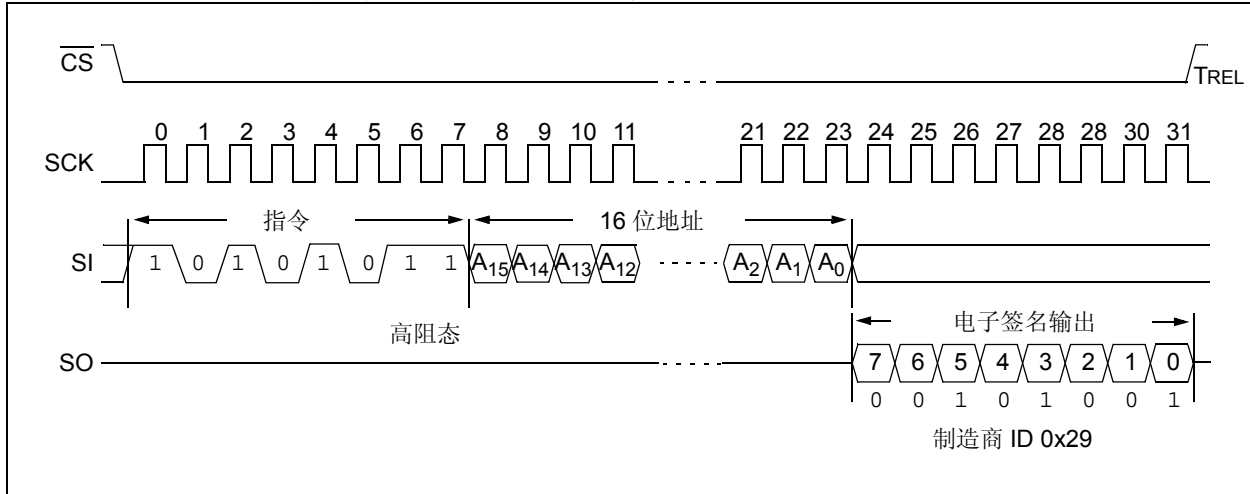 CS
TREL
0 1 2 3 4 5 6 7 8 9 10 11 21 22 23 24 25 26 27 28 28 30 31
SCK
指令 16 位地址
SI 1 0 1 0 1 0 1 1 A15 A14 A13 A12 A2 A1 A0
高阻态 电子签名输出
SO 7 6 5 4 3 2 1 0
0 0 1 0 1 0 0 1
制造商 ID 0x29